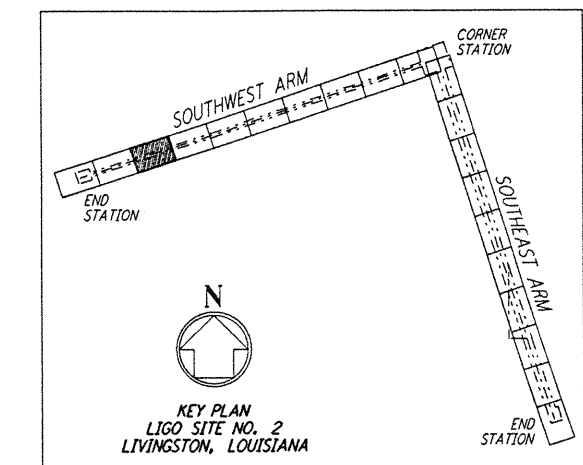 CORNER
STATION
SOUTHWEST ARM
END
STATION
SOUTHEAST ARM
N
KEY PLAN
LIGO SITE NO. 2
LIVINGSTON, LOUISIANA
END
STATION